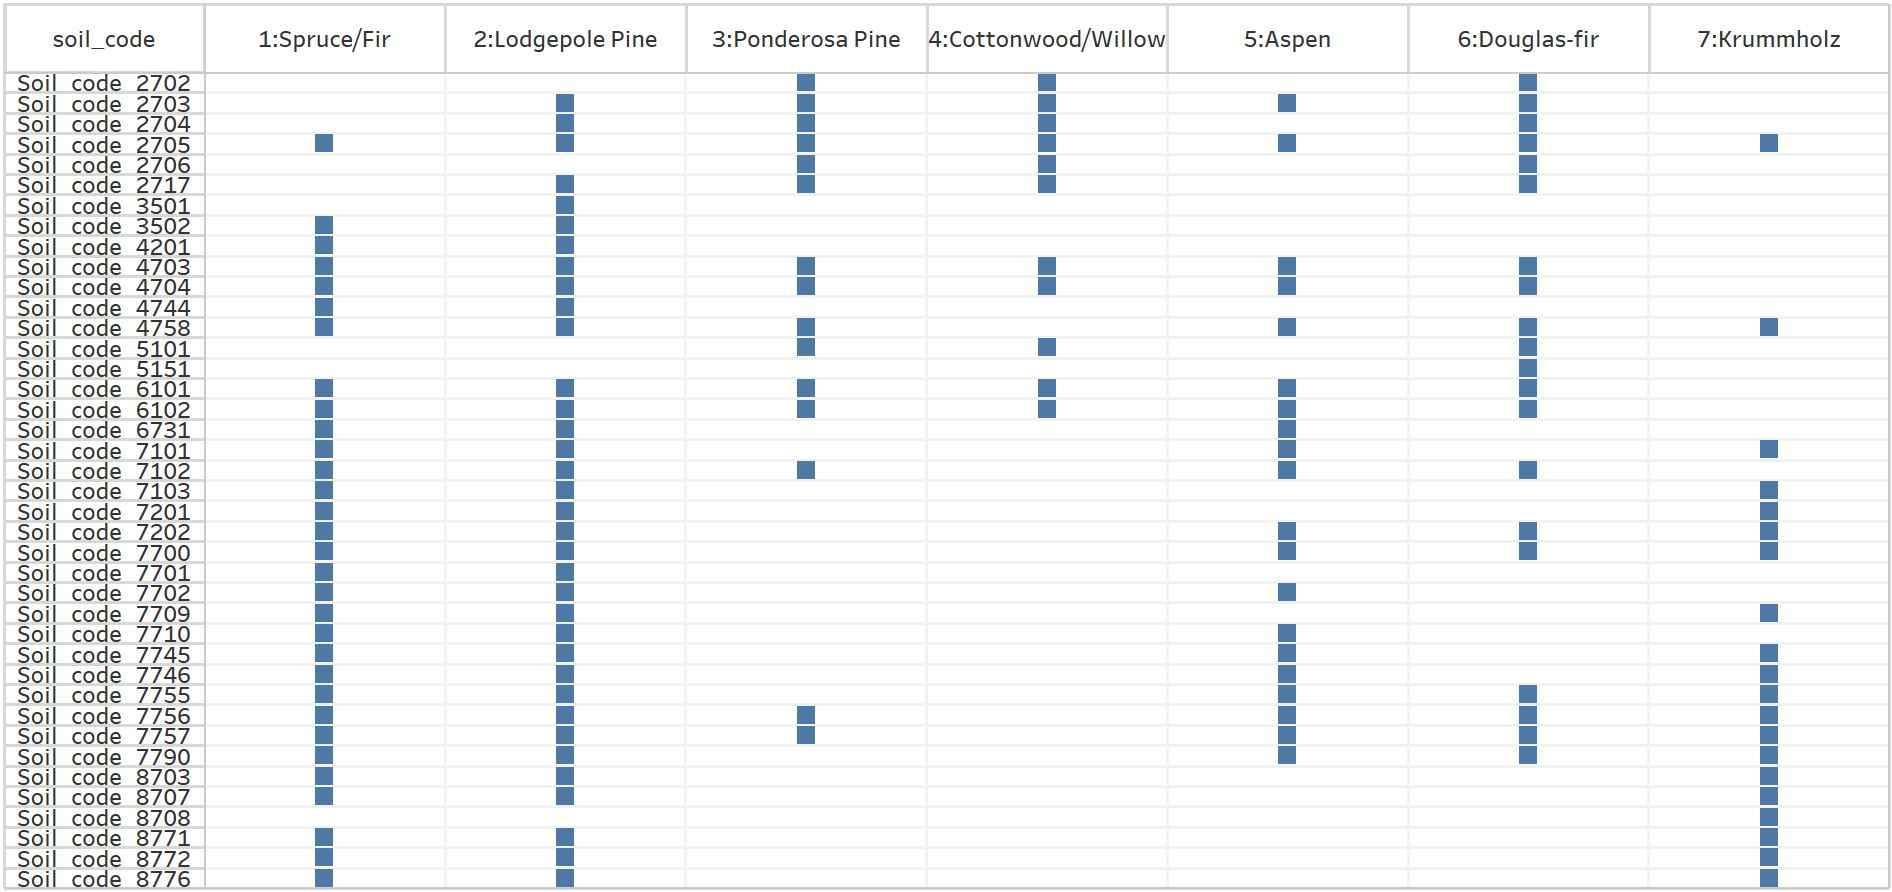 soil_code 1:Spruce/Fir 2:Lodgepole Pine 3:Ponderosa Pine 4:Cottonwood/Willow 5:Aspen 6:Douglas-fir 7:Krummholz
Soil code 2702
Soil code 2703
Soil code 2704
Soil code 2705
Soil code 2706
Soil code 2717
Soil code 3501
Soil code 3502
Soil code 4201
Soil code 4703
Soil code 4704
Soil code 4744
Soil code 4758
Soil code 5101
Soil code 5151
Soil code 6101
Soil code 6102
Soil code 6731
Soil code 7101
Soil code 7102
Soil code 7103
Soil code 7201
Soil code 7202
Soil code 7700
Soil code 7701
Soil code 7702
Soil code 7709
Soil code 7710
Soil code 7745
Soil code 7746
Soil code 7755
Soil code 7756
Soil code 7757
Soil code 7790
Soil code 8703
Soil code 8707
Soil code 8708
Soil code 8771
Soil code 8772
Soil code 8776